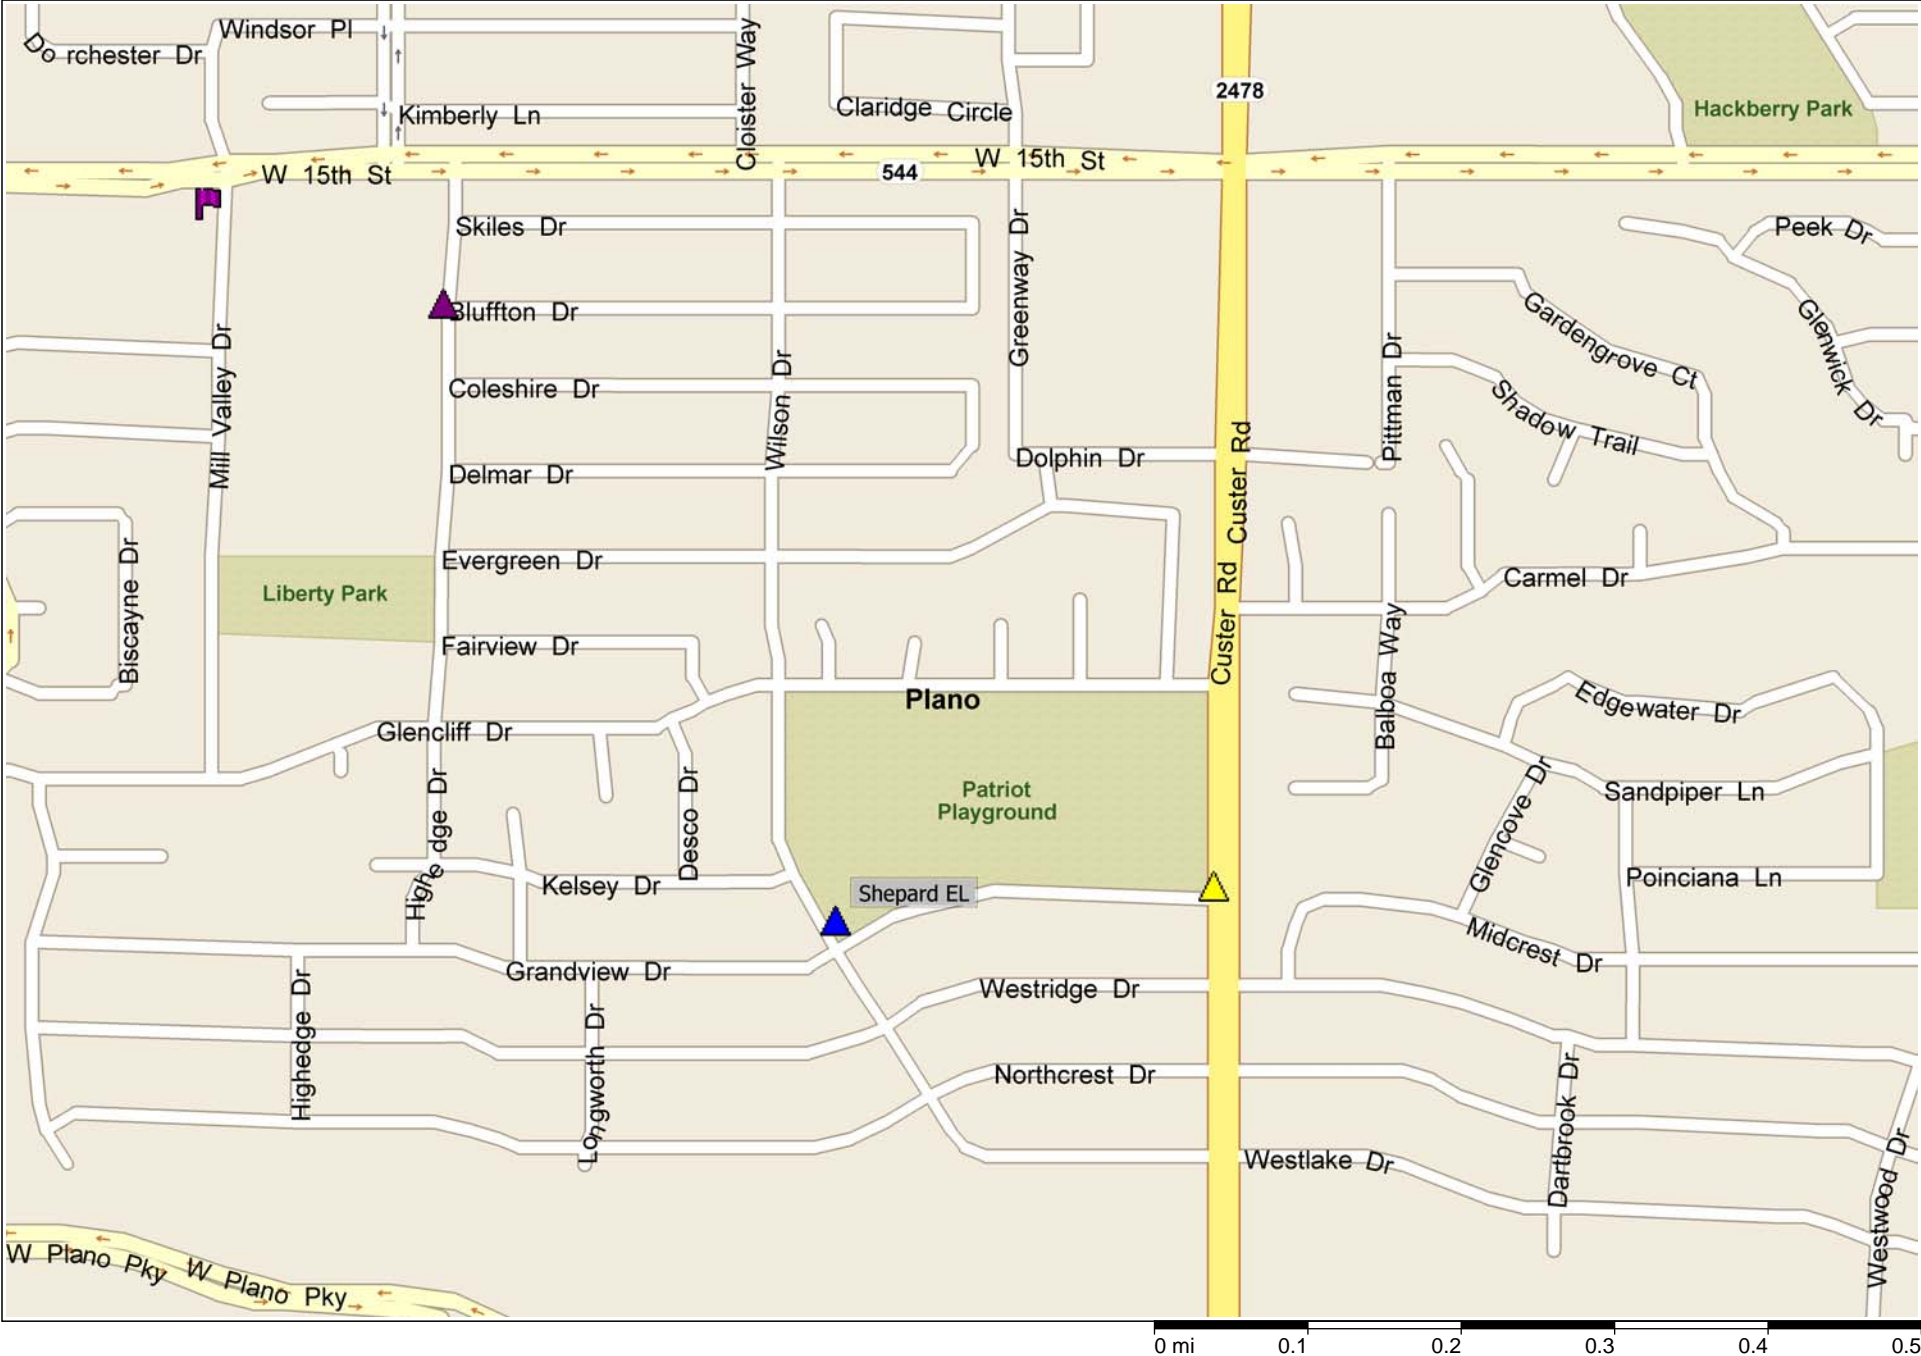 Windsor Pl
Do rchester Dr
Cloister Way
2478
Kimberly Ln
Claridge Circle
Hackberry Park
W 15th St
W 15th St
544
Skiles Dr
Greenway Dr
Peek Dr
Bluffton Dr
Gardengrove Ct
Glenwick Dr
Mill Valley Dr
Coleshire Dr
Wilson Dr
Pittman Dr
Shadow Trail
Delmar Dr
Dolphin Dr
Custer Rd
Biscayne Dr
Evergreen Dr
Liberty Park
Custer Rd
Carmel Dr
Fairview Dr
Balboa Way
Plano
Edgewater Dr
Glencliff Dr
Patriot
Playground
Sandpiper Ln
High e dge Dr
Desco Dr
Glencove Dr
Kelsey Dr
Shepard EL
Poinciana Ln
Midcrest Dr
Grandview Dr
Westridge Dr
Highedge Dr
Longworth Dr
Northcrest Dr
Dartbrook Dr
Westlake Dr
Westwood Dr
W Plano Pky
W Plano Pky
0 mi 0.1 0.2 0.3 0.4 0.5